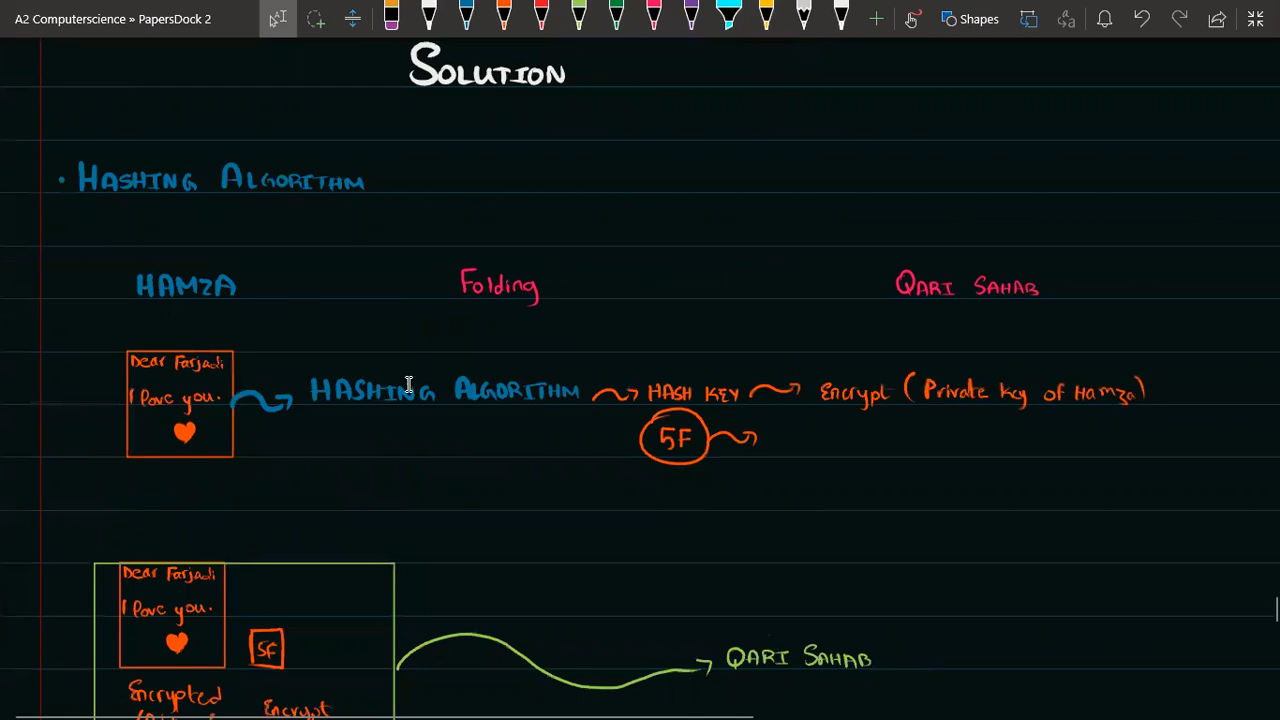 A2 Computerscience » PapersDock 2
Shapes
SOLUTION
• HASHING ALGORITHM
HAMZA Folding QARI SAHAB
Dear Farjadi
I love you.
HASHING ALGORITHM HASH KEY Encrypt (Private key of Hamza)
5F
Dear Farjadi
I love you.
5F
QARI SAHAB
Encrypted
Encrypt